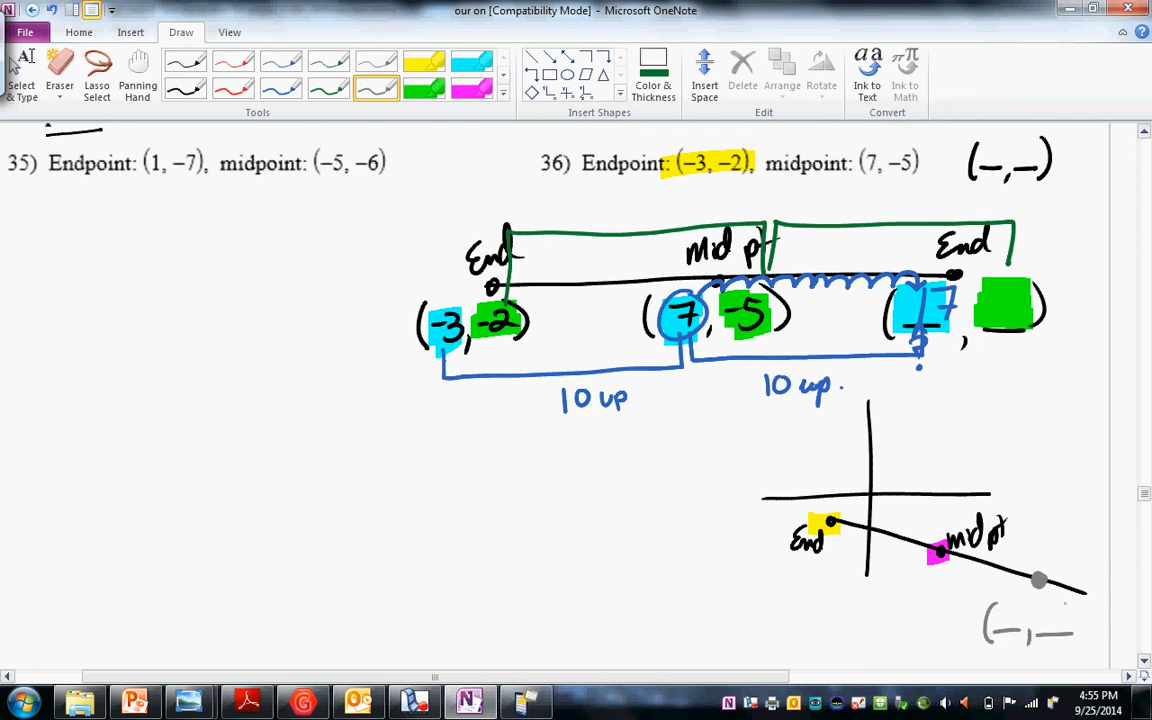 our on [Compatibility Mode] - Microsoft OneNote
File Home Insert Draw View
Select & Type
Eraser
Lasso Select
Panning Hand
Color & Thickness
Insert Space
Delete
Arrange
Rotate
Ink to Text
Ink to Math
Tools
Insert Shapes
Edit
Convert
35) Endpoint: (1, −7), midpoint: (−5, −6)
36) Endpoint: (−3, −2), midpoint: (7, −5) (_,_)
End Mid pt End
(-3, -2) (7, -5) (17, _)
10 up 10 up.
End mid pt
(_,_
4:55 PM
9/25/2014